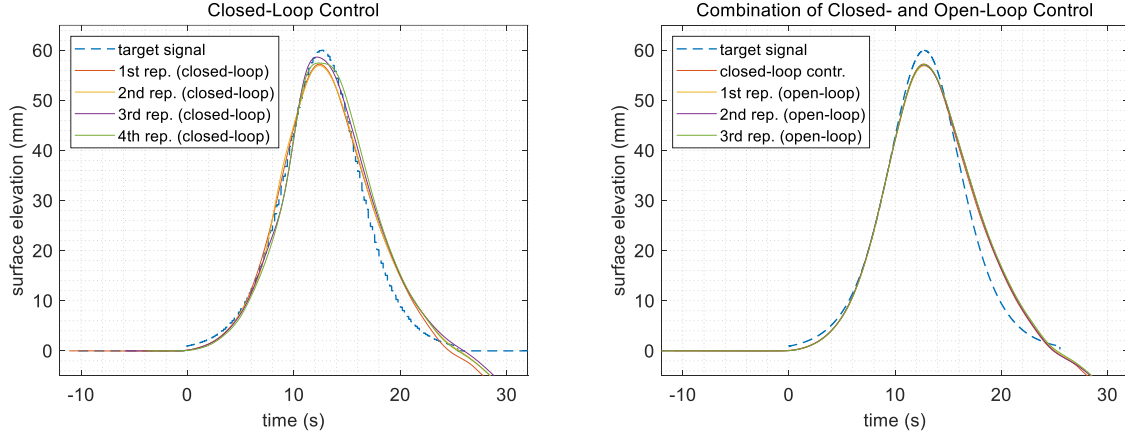 Closed-Loop Control
60
50
40
30
20
10
0
surface elevation (mm)
target signal
1st rep. (closed-loop)
2nd rep. (closed-loop)
3rd rep. (closed-loop)
4th rep. (closed-loop)
-10 0 10 20 30
time (s)
Combination of Closed- and Open-Loop Control
60
50
40
30
20
10
0
surface elevation (mm)
target signal
closed-loop contr.
1st rep. (open-loop)
2nd rep. (open-loop)
3rd rep. (open-loop)
-10 0 10 20 30
time (s)